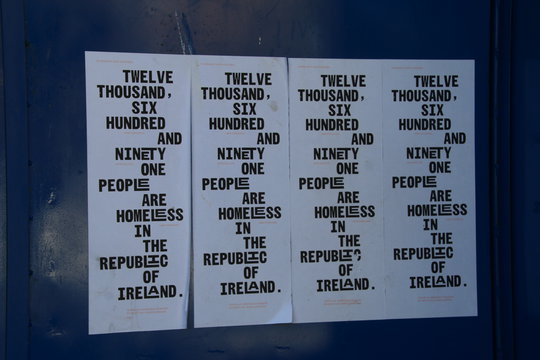 TWELVE
THOUSAND,
SIX
HUNDRED
AND
NINETY
ONE
PEOPLE
ARE
HOMELESS
IN
THE
REPUBLIC
OF
IRELAND.
TWELVE
THOUSAND,
SIX
HUNDRED
AND
NINETY
ONE
PEOPLE
ARE
HOMELESS
IN
THE
REPUBLIC
OF
IRELAND.
TWELVE
THOUSAND,
SIX
HUNDRED
AND
NINETY
ONE
PEOPLE
ARE
HOMELESS
IN
THE
REPUBLIC
OF
IRELAND.
TWELVE
THOUSAND,
SIX
HUNDRED
AND
NINETY
ONE
PEOPLE
ARE
HOMELESS
IN
THE
REPUBLIC
OF
IRELAND.